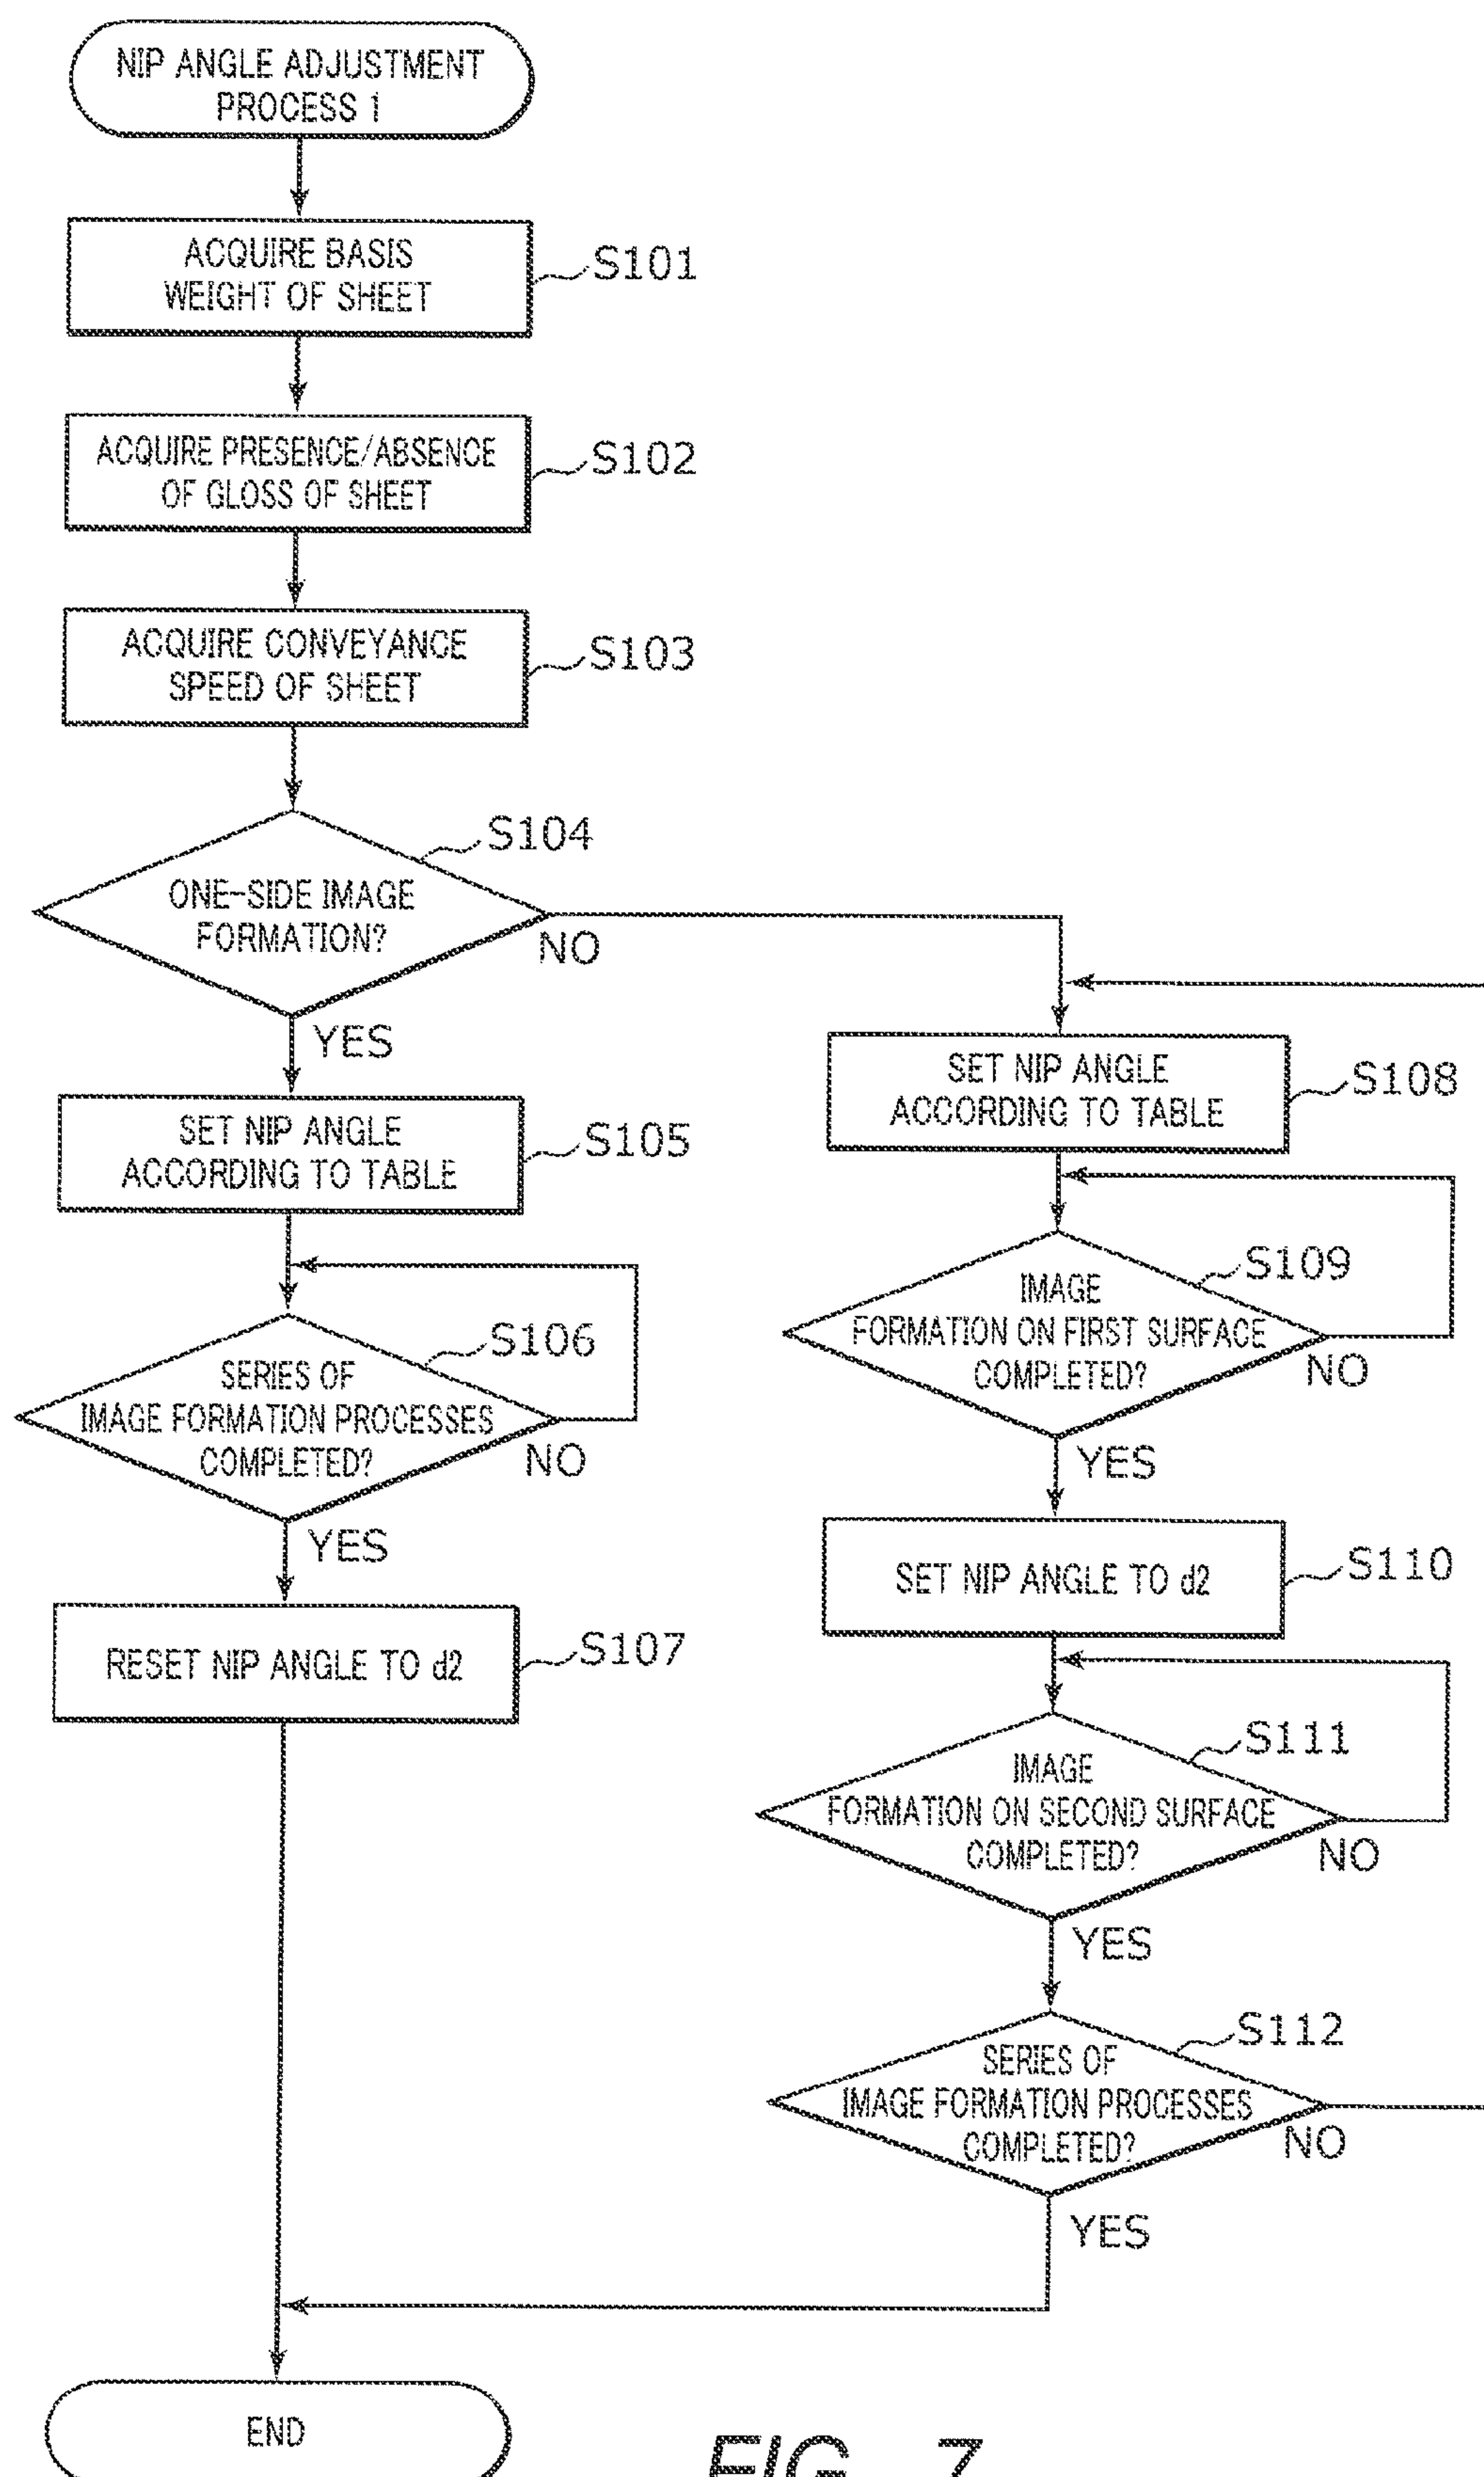 NIP ANGLE ADJUSTMENT
PROCESS 1
ACQUIRE BASIS
WEIGHT OF SHEET
S101
ACQUIRE PRESENCE/ABSENCE
OF GLOSS OF SHEET
S102
ACQUIRE CONVEYANCE
SPEED OF SHEET
S103
ONE-SIDE IMAGE
FORMATION?
S104
NO
YES
SET NIP ANGLE
ACCORDING TO TABLE
S105
SERIES OF
IMAGE FORMATION PROCESSES
COMPLETED?
S106
NO
YES
RESET NIP ANGLE TO d2
S107
SET NIP ANGLE
ACCORDING TO TABLE
S108
IMAGE
FORMATION ON FIRST SURFACE
COMPLETED?
S109
NO
YES
SET NIP ANGLE TO d2
S110
IMAGE
FORMATION ON SECOND SURFACE
COMPLETED?
S111
NO
YES
SERIES OF
IMAGE FORMATION PROCESSES
COMPLETED?
S112
NO
YES
END
FIG. 7